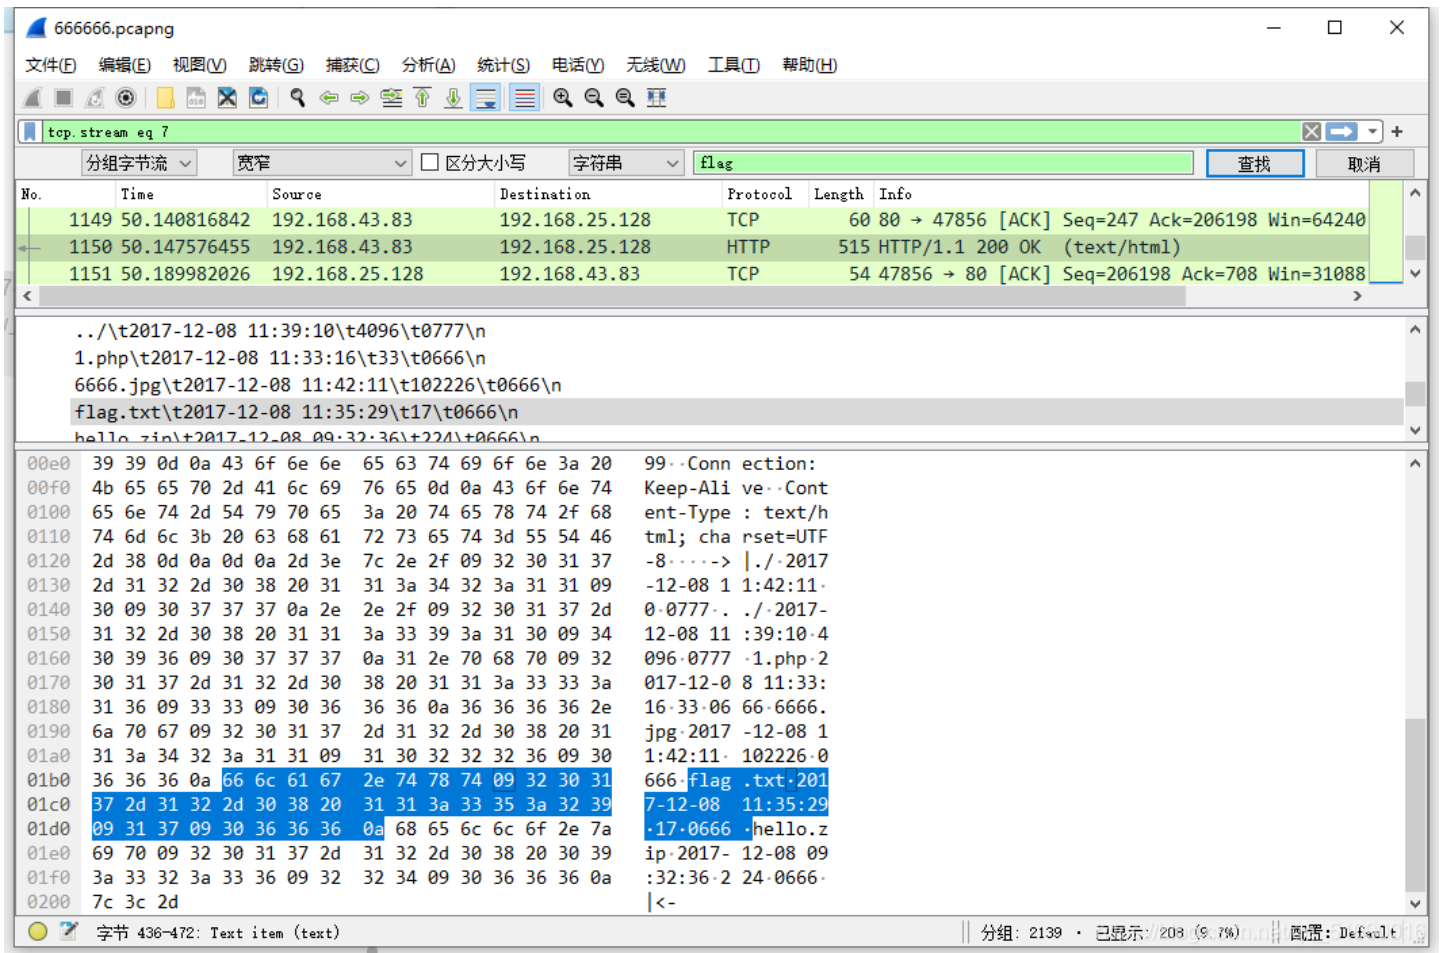 666666.pcapng
文件(F) 编辑(E) 视图(V) 跳转(G) 捕获(C) 分析(A) 统计(S) 电话(Y) 无线(W) 工具(T) 帮助(H)
tcp.stream eq 7
分组字节流 宽窄 区分大小写 字符串 flag 查找 取消
No. Time Source Destination Protocol Length Info
1149 50.140816842 192.168.43.83 192.168.25.128 TCP 60 80 → 47856 [ACK] Seq=247 Ack=206198 Win=64240
1150 50.147576455 192.168.43.83 192.168.25.128 HTTP 515 HTTP/1.1 200 OK (text/html)
1151 50.189982026 192.168.25.128 192.168.43.83 TCP 54 47856 → 80 [ACK] Seq=206198 Ack=708 Win=31088
../\t2017-12-08 11:39:10\t4096\t0777\n
1.php\t2017-12-08 11:33:16\t33\t0666\n
6666.jpg\t2017-12-08 11:42:11\t102226\t0666\n
flag.txt\t2017-12-08 11:35:29\t17\t0666\n
hello.zip\t2017-12-08 09:32:36\t224\t0666\n
00e0 39 39 0d 0a 43 6f 6e 6e 65 63 74 69 6f 6e 3a 20 99··Conn ection:
00f0 4b 65 65 70 2d 41 6c 69 76 65 0d 0a 43 6f 6e 74 Keep-Ali ve··Cont
0100 65 6e 74 2d 54 79 70 65 3a 20 74 65 78 74 2f 68 ent-Type : text/h
0110 74 6d 6c 3b 20 63 68 61 72 73 65 74 3d 55 54 46 tml; cha rset=UTF
0120 2d 38 0d 0a 0d 0a 2d 3e 7c 2e 2f 09 32 30 31 37 -8····-> |./·2017
0130 2d 31 32 2d 30 38 20 31 31 3a 34 32 3a 31 31 09 -12-08 1 1:42:11·
0140 30 09 30 37 37 37 0a 2e 2e 2f 09 32 30 31 37 2d 0·0777·. ./·2017-
0150 31 32 2d 30 38 20 31 31 3a 33 39 3a 31 30 09 34 12-08 11 :39:10·4
0160 30 39 36 09 30 37 37 37 0a 31 2e 70 68 70 09 32 096·0777 ·1.php·2
0170 30 31 37 2d 31 32 2d 30 38 20 31 31 3a 33 33 3a 017-12-0 8 11:33:
0180 31 36 09 33 33 09 30 36 36 36 0a 36 36 36 36 2e 16·33·06 66·6666.
0190 6a 70 67 09 32 30 31 37 2d 31 32 2d 30 38 20 31 jpg·2017 -12-08 1
01a0 31 3a 34 32 3a 31 31 09 31 30 32 32 32 36 09 30 1:42:11· 102226·0
01b0 36 36 36 0a 66 6c 61 67 2e 74 78 74 09 32 30 31 666·flag .txt·201
01c0 37 2d 31 32 2d 30 38 20 31 31 3a 33 35 3a 32 39 7-12-08 11:35:29
01d0 09 31 37 09 30 36 36 36 0a 68 65 6c 6c 6f 2e 7a ·17·0666 ·hello.z
01e0 69 70 09 32 30 31 37 2d 31 32 2d 30 38 20 30 39 ip·2017- 12-08 09
01f0 3a 33 32 3a 33 36 09 32 32 34 09 30 36 36 36 0a :32:36·2 24·0666·
0200 7c 3c 2d |<-
字节 436-472: Text item (text) 分组: 2139 · 已显示: 208 (9.7%) 配置: Default